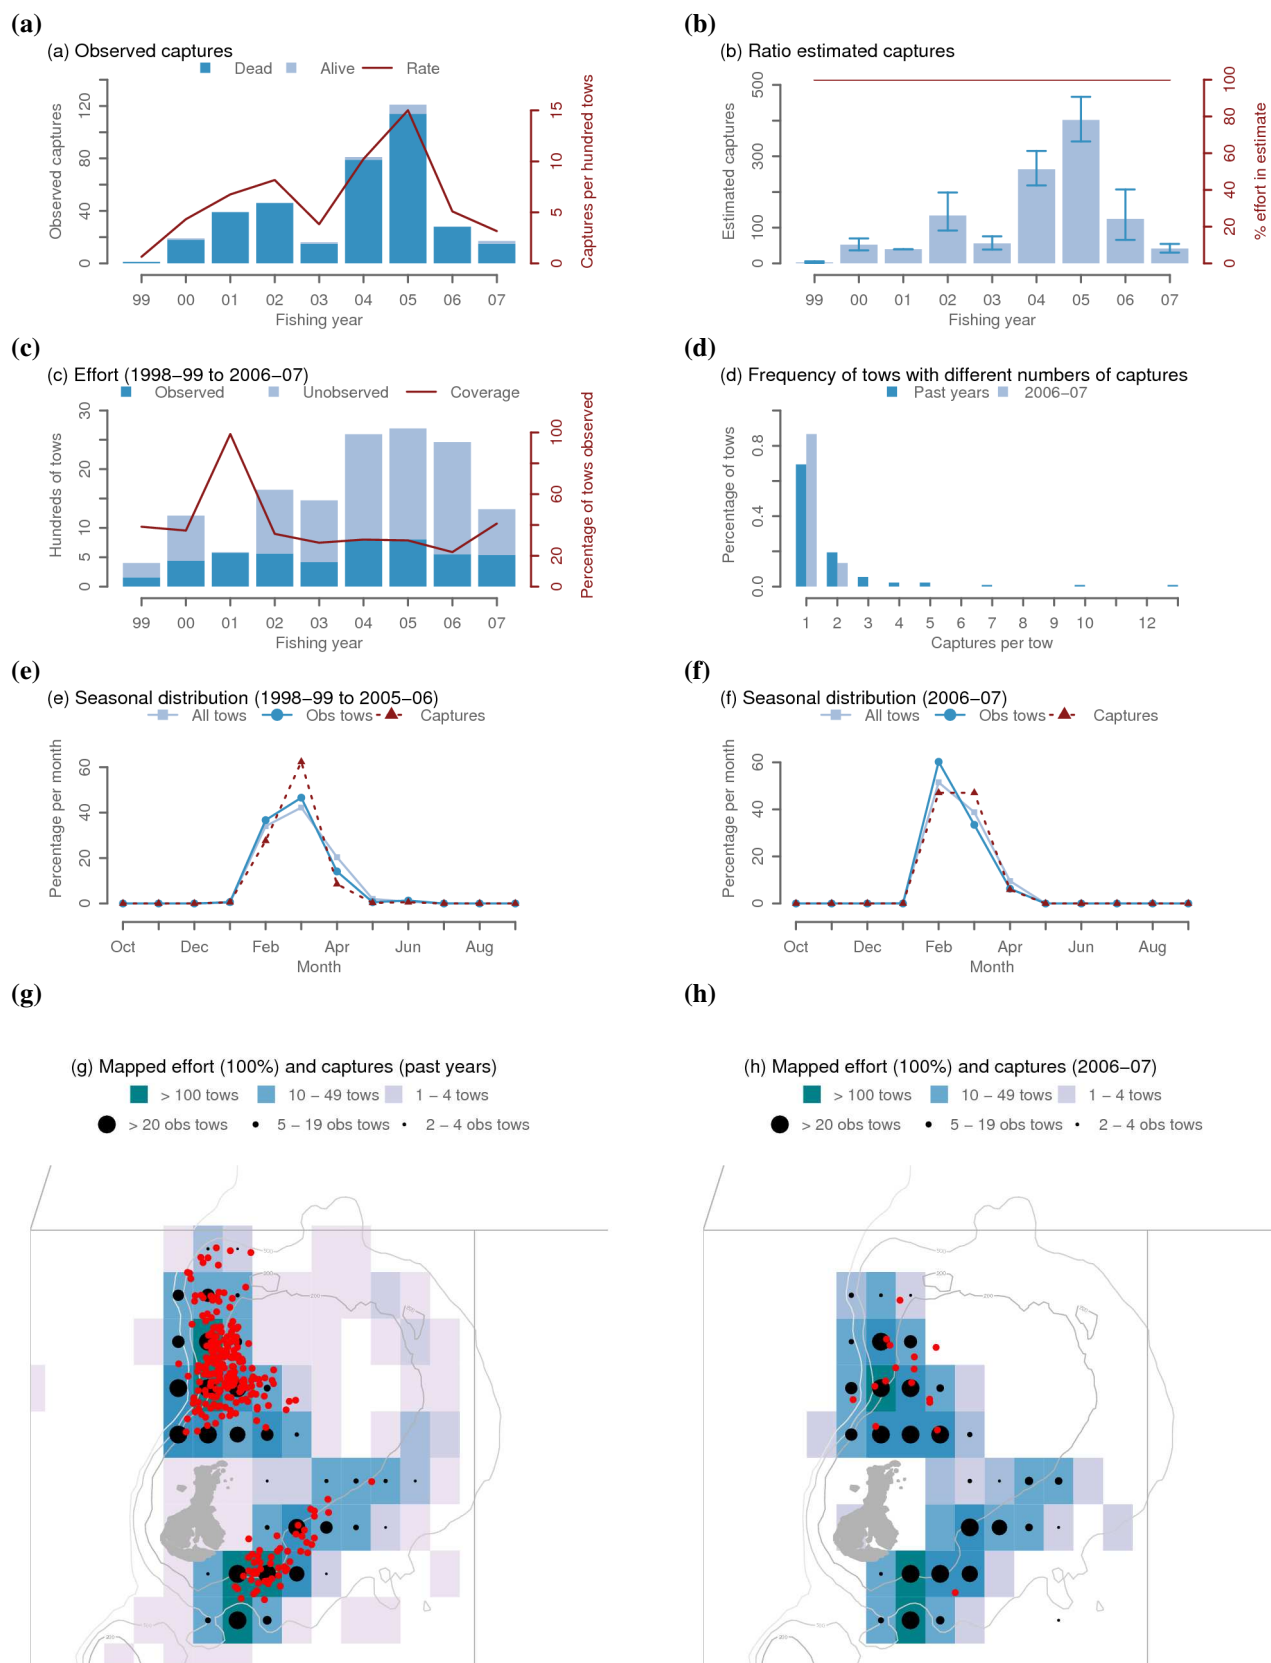 (a)
(b)
(a) Observed captures
Dead Alive Rate
Observed captures
0 40 80 120
0 5 10 15
Captures per hundred tows
99 00 01 02 03 04 05 06 07
Fishing year
(b) Ratio estimated captures
Estimated captures
0 100 300 500
0 20 40 60 80 100
% effort in estimate
99 00 01 02 03 04 05 06 07
Fishing year
(c)
(d)
(c) Effort (1998–99 to 2006–07)
Observed Unobserved Coverage
Hundreds of tows
0 5 10 20 30
0 20 60 100
Percentage of tows observed
99 00 01 02 03 04 05 06 07
Fishing year
(d) Frequency of tows with different numbers of captures
Past years 2006–07
Percentage of tows
0.0 0.4 0.8
1 2 3 4 5 6 7 8 9 10 12
Captures per tow
(e)
(f)
(e) Seasonal distribution (1998–99 to 2005–06)
All tows Obs tows Captures
Percentage per month
0 20 40 60
Oct Dec Feb Apr Jun Aug
Month
(f) Seasonal distribution (2006–07)
All tows Obs tows Captures
Percentage per month
0 20 40 60
Oct Dec Feb Apr Jun Aug
Month
(g)
(h)
(g) Mapped effort (100%) and captures (past years)
> 100 tows 10 – 49 tows 1 – 4 tows
> 20 obs tows 5 – 19 obs tows 2 – 4 obs tows
(h) Mapped effort (100%) and captures (2006–07)
> 100 tows 10 – 49 tows 1 – 4 tows
> 20 obs tows 5 – 19 obs tows 2 – 4 obs tows